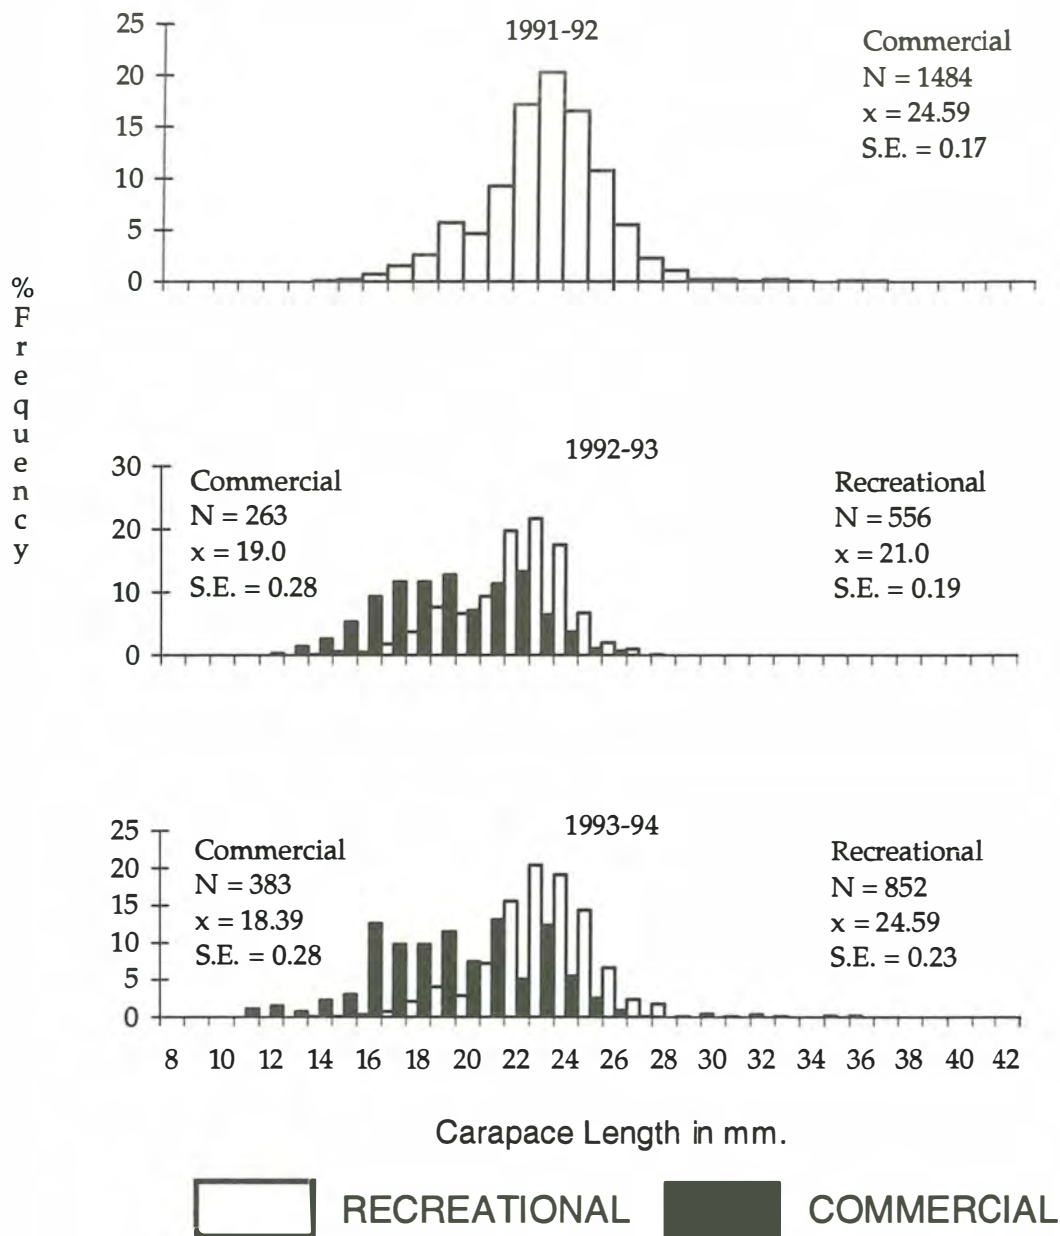 1991-92
25
20
15
10
5
0
Commercial
N = 1484
x = 24.59
S.E. = 0.17
% Frequency
1992-93
30
20
10
0
Commercial
N = 263
x = 19.0
S.E. = 0.28
Recreational
N = 556
x = 21.0
S.E. = 0.19
1993-94
25
20
15
10
5
0
Commercial
N = 383
x = 18.39
S.E. = 0.28
Recreational
N = 852
x = 24.59
S.E. = 0.23
8 10 12 14 16 18 20 22 24 26 28 30 32 34 36 38 40 42
Carapace Length in mm.
RECREATIONAL COMMERCIAL